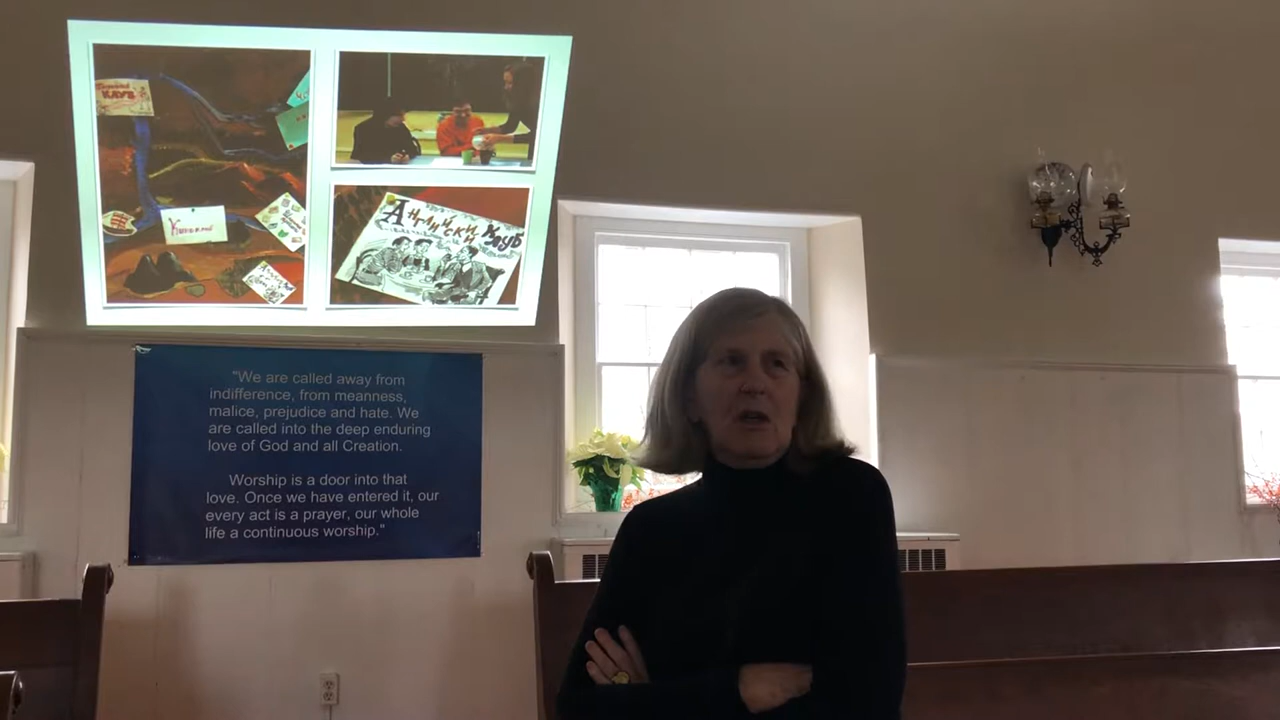 КЛУБ
Английский
клуб
"We are called away from
indifference, from meanness,
malice, prejudice and hate. We
are called into the deep enduring
love of God and all Creation.
Worship is a door into that
love. Once we have entered it, our
every act is a prayer, our whole
life a continuous worship."